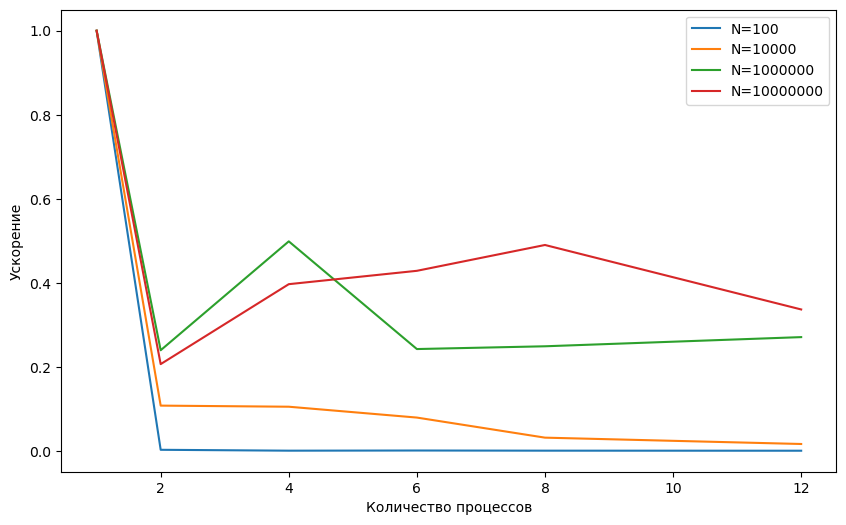 N=100
N=10000
N=1000000
N=10000000
1.0
0.8
0.6
0.4
0.2
0.0
Ускорение
2 4 6 8 10 12
Количество процессов